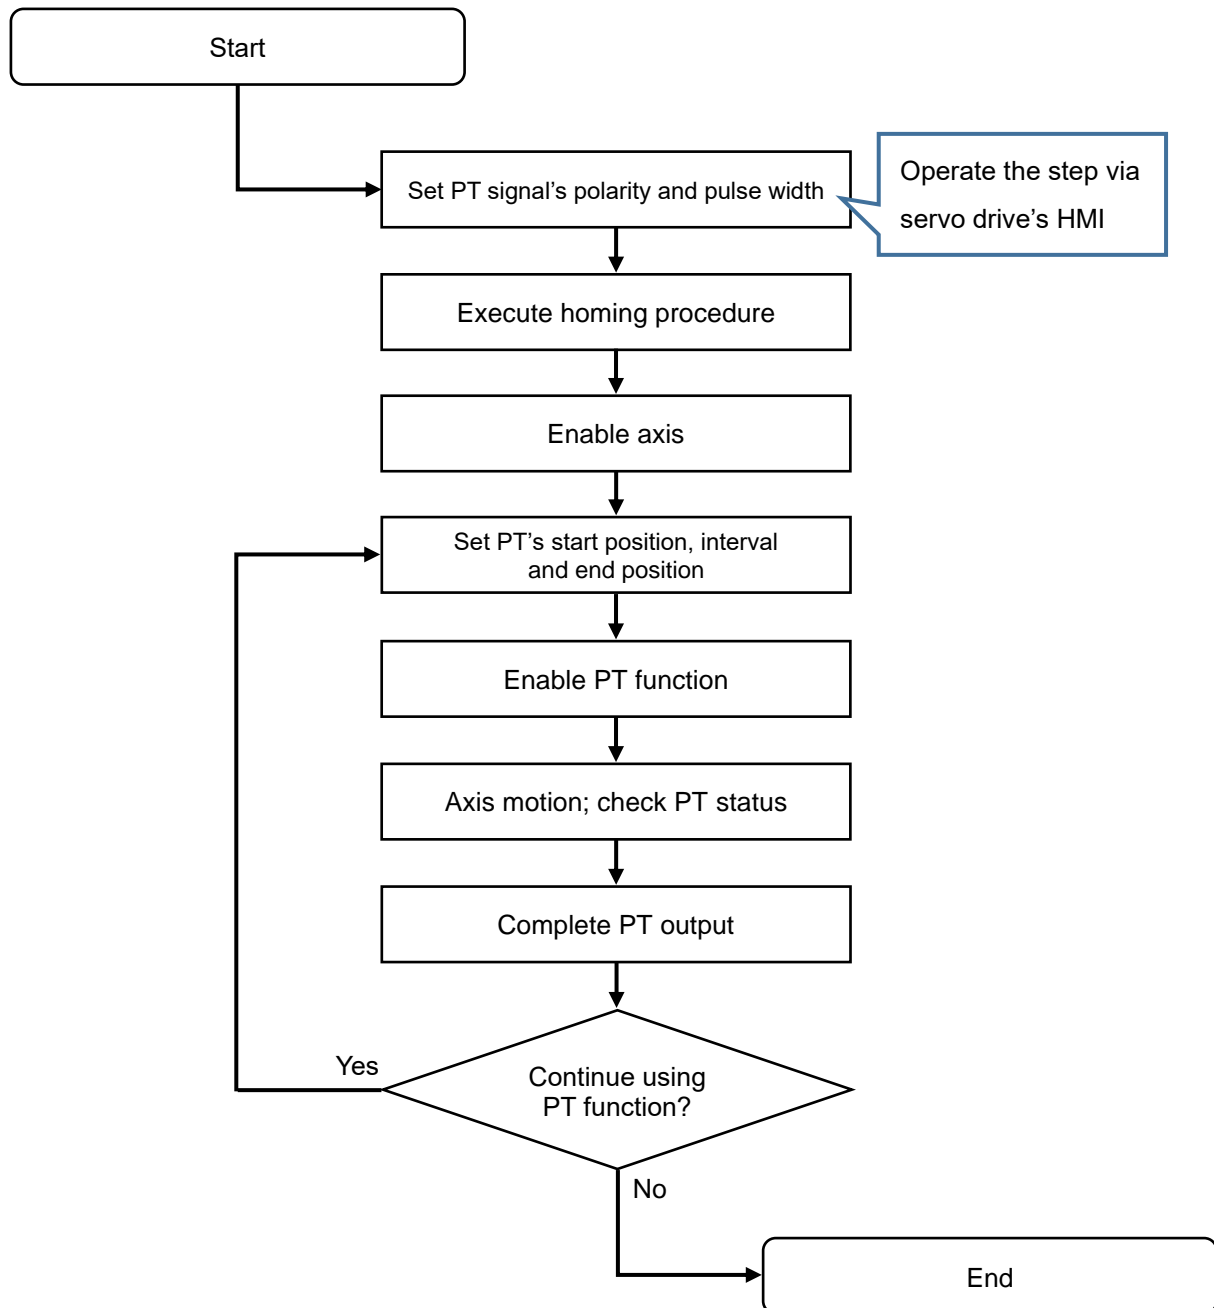 Start
Set PT signal’s polarity and pulse width
Operate the step via
servo drive’s HMI
Execute homing procedure
Enable axis
Set PT’s start position, interval
and end position
Enable PT function
Axis motion; check PT status
Complete PT output
Yes
Continue using
PT function?
No
End